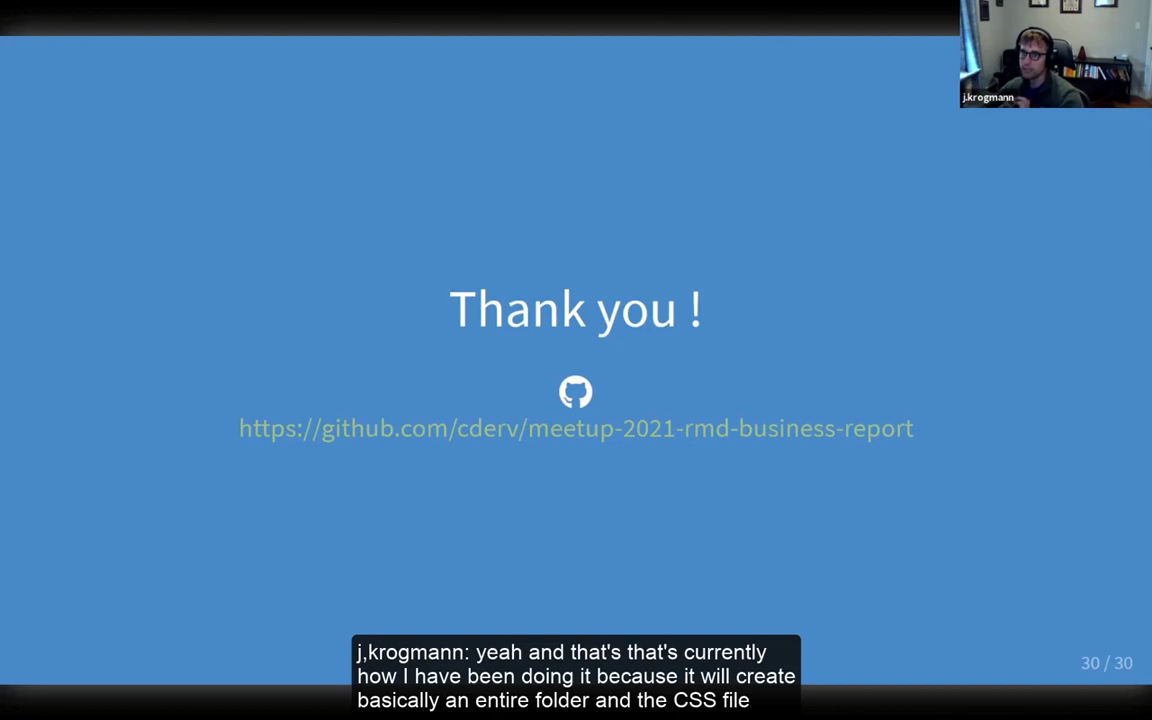 j.krogmann
Thank you !
https://github.com/cderv/meetup-2021-rmd-business-report
30 / 30
j,krogmann: yeah and that's that's currently
how I have been doing it because it will create
basically an entire folder and the CSS file